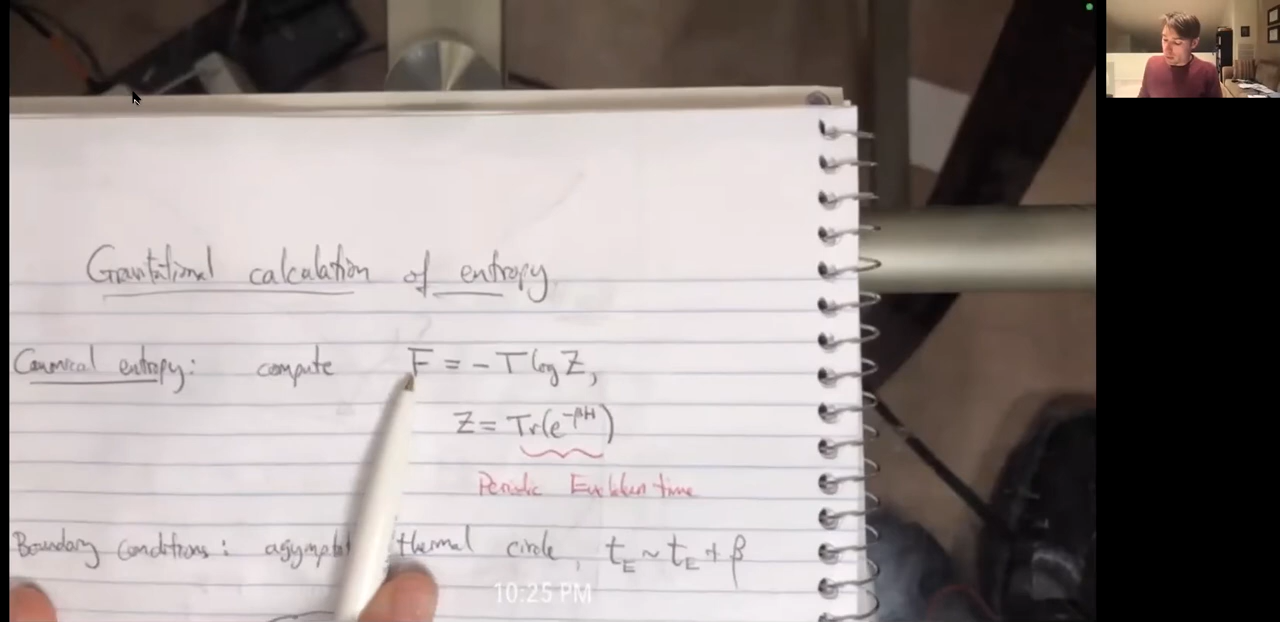 Gravitational calculation of entropy
Canonical entropy: compute F = - T log Z,
Z = Tr(e^{-βH})
Periodic Euclidean time
Boundary conditions: asymptot thermal circle, t_E ~ t_E + β
10:25 PM